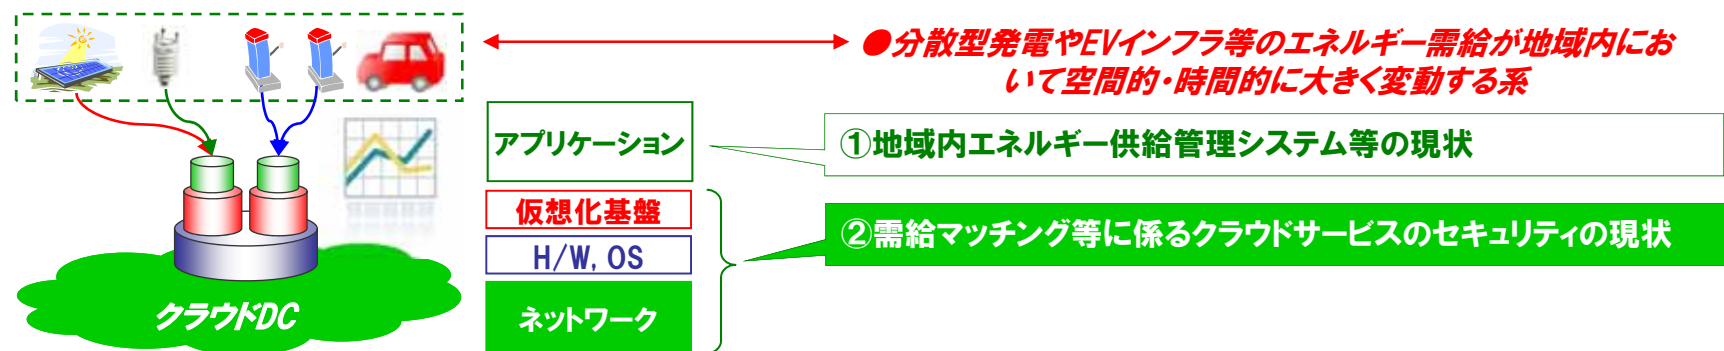 ●分散型発電やEVインフラ等のエネルギー需給が地域内にお
いて空間的・時間的に大きく変動する系
アプリケーション
①地域内エネルギー供給管理システム等の現状
仮想化基盤
②需給マッチング等に係るクラウドサービスのセキュリティの現状
H/W, OS
クラウドDC
ネットワーク